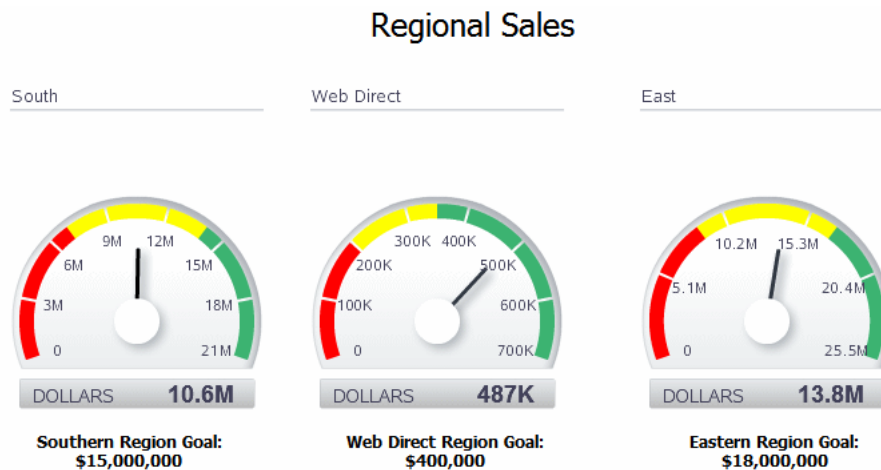 Regional Sales
South
Web Direct
East
0
3M
6M
9M
12M
15M
18M
21M
DOLLARS 10.6M
Southern Region Goal:
$15,000,000
0
100K
200K
300K
400K
500K
600K
700K
DOLLARS 487K
Web Direct Region Goal:
$400,000
0
5.1M
10.2M
15.3M
20.4M
25.5M
DOLLARS 13.8M
Eastern Region Goal:
$18,000,000